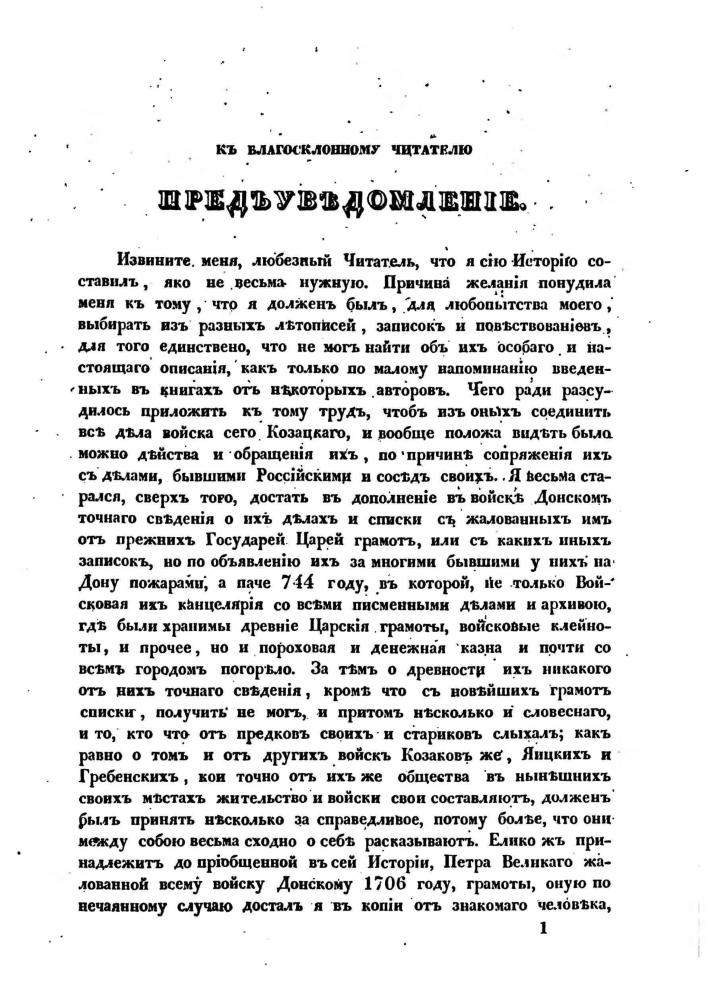 КЪ БЛАГОСКЛОННОМУ ЧИТАТЕЛЮ
ПРЕДЪУВѢДОМЛЕНІЕ.
Извините меня, любезный Читатель, что я сію Исторію со-
ставилъ, яко не весьма нужную. Причина желанія понудила
меня къ тому, что я долженъ былъ, для любопытства моего,
выбирать изъ разныхъ лѣтописей, записокъ и повѣствованіевъ,
для того единствено, что не могъ найти объ ихъ особаго и на-
стоящаго описанія, какъ только по малому напоминанію введен-
ныхъ въ книгахъ отъ нѣкоторыхъ авторовъ. Чего ради разсу-
дилось приложить къ тому трудъ, чтобъ изъ оныхъ соединить
всѣ дѣла войска сего Козацкаго, и вообще положа видѣть было
можно дѣйства и обращенія ихъ, по причинѣ сопряженія ихъ
съ дѣлами, бывшими Россійскими и сосѣдъ своихъ. Я весьма ста-
рался, сверхъ того, достать въ дополненіе въ войскѣ Донскомъ
точнаго свѣденія о ихъ дѣлахъ и списки съ жалованныхъ имъ
отъ прежнихъ Государей Царей грамотъ, или съ какихъ иныхъ
записокъ, но по объявленію ихъ за многими бывшими у нихъ на
Дону пожарами, а паче 744 году, въ которой, не только Вой-
сковая ихъ канцелярія со всѣми писменными дѣлами и архивою,
гдѣ были хранимы древніе Царскія грамоты, войсковые клейно-
ты, и прочее, но и пороховая и денежная казна и почти со
всѣмъ городомъ погорѣло. За тѣмъ о древности ихъ никакого
отъ нихъ точнаго свѣденія, кромѣ что съ новѣйшихъ грамотъ
списки, получить не могъ, и притомъ нѣсколько и словеснаго,
и то, кто что отъ предковъ своихъ и стариковъ слыхалъ; какъ
равно о томъ и отъ другихъ войскъ Козаковъ же, Яицкихъ и
Гребенскихъ, кои точно отъ ихъ же общества въ нынѣшнихъ
своихъ мѣстахъ жительство и войски свои составляютъ, долженъ
былъ принять нѣсколько за справедливое, потому болѣе, что они
между собою весьма сходно о себѣ разсказываютъ. Елико жъ при-
надлежитъ до пріобщенной въ сей Исторіи, Петра Великаго жа-
лованной всему войску Донскому 1706 году, грамоты, оную по
нечаянному случаю досталъ я въ копіи отъ знакомаго человѣка,
1